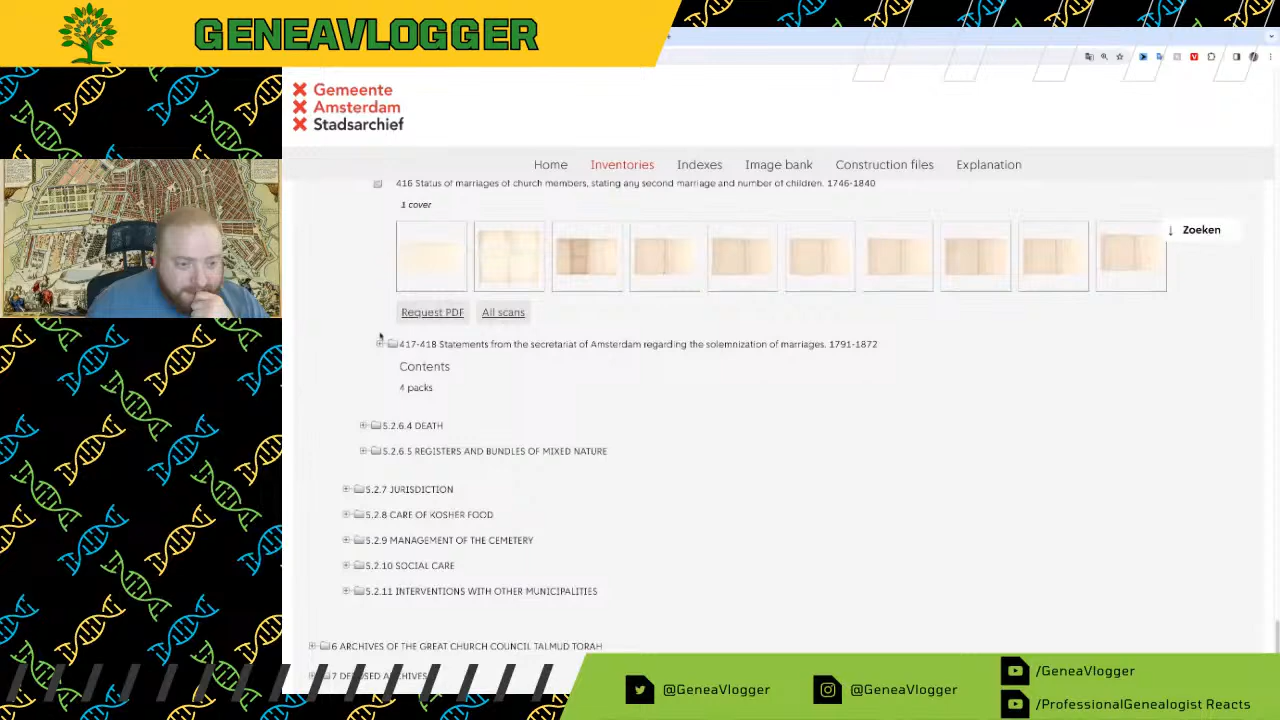 GENEAVLOGGER
Gemeente
Amsterdam
Stadsarchief
Home Inventories Indexes Image bank Construction files Explanation
416 Status of marriages of church members, stating any second marriage and number of children. 1746-1840
1 cover
↓ Zoeken
Request PDF All scans
417-418 Statements from the secretariat of Amsterdam regarding the solemnization of marriages. 1791-1872
Contents
4 packs
5.2.6.4 DEATH
5.2.6.5 REGISTERS AND BUNDLES OF MIXED NATURE
5.2.7 JURISDICTION
5.2.8 CARE OF KOSHER FOOD
5.2.9 MANAGEMENT OF THE CEMETERY
5.2.10 SOCIAL CARE
5.2.11 INTERVENTIONS WITH OTHER MUNICIPALITIES
6 ARCHIVES OF THE GREAT CHURCH COUNCIL TALMUD TORAH
7 DEPOSED ARCHIVES
@GeneaVlogger @GeneaVlogger /GeneaVlogger
/ProfessionalGenealogist Reacts